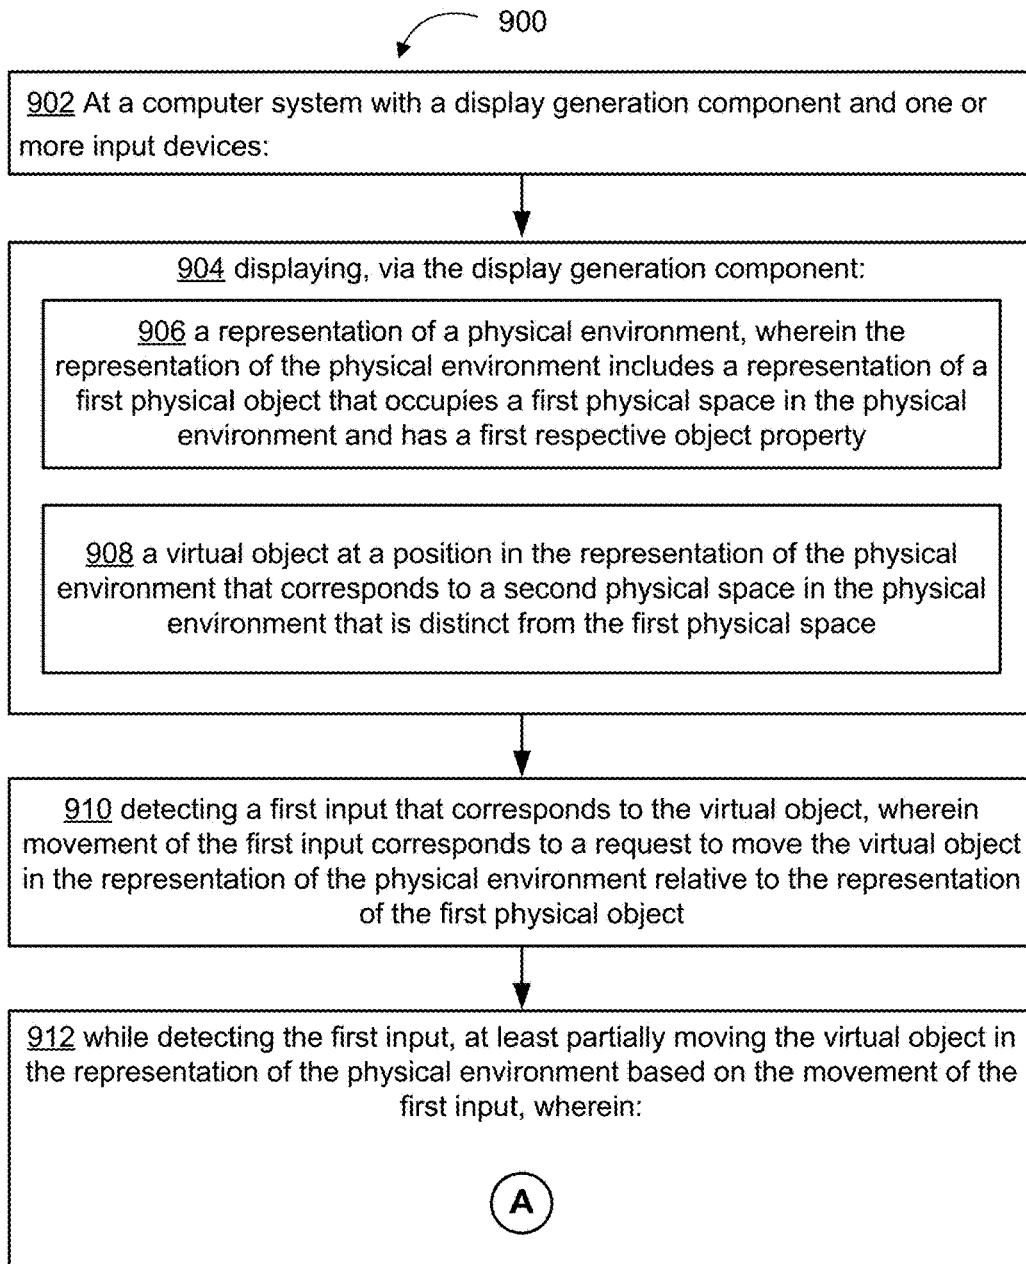 900
902 At a computer system with a display generation component and one or
more input devices:
904 displaying, via the display generation component:
906 a representation of a physical environment, wherein the
representation of the physical environment includes a representation of a
first physical object that occupies a first physical space in the physical
environment and has a first respective object property
908 a virtual object at a position in the representation of the physical
environment that corresponds to a second physical space in the physical
environment that is distinct from the first physical space
910 detecting a first input that corresponds to the virtual object, wherein
movement of the first input corresponds to a request to move the virtual object
in the representation of the physical environment relative to the representation
of the first physical object
912 while detecting the first input, at least partially moving the virtual object in
the representation of the physical environment based on the movement of the
first input, wherein:
A